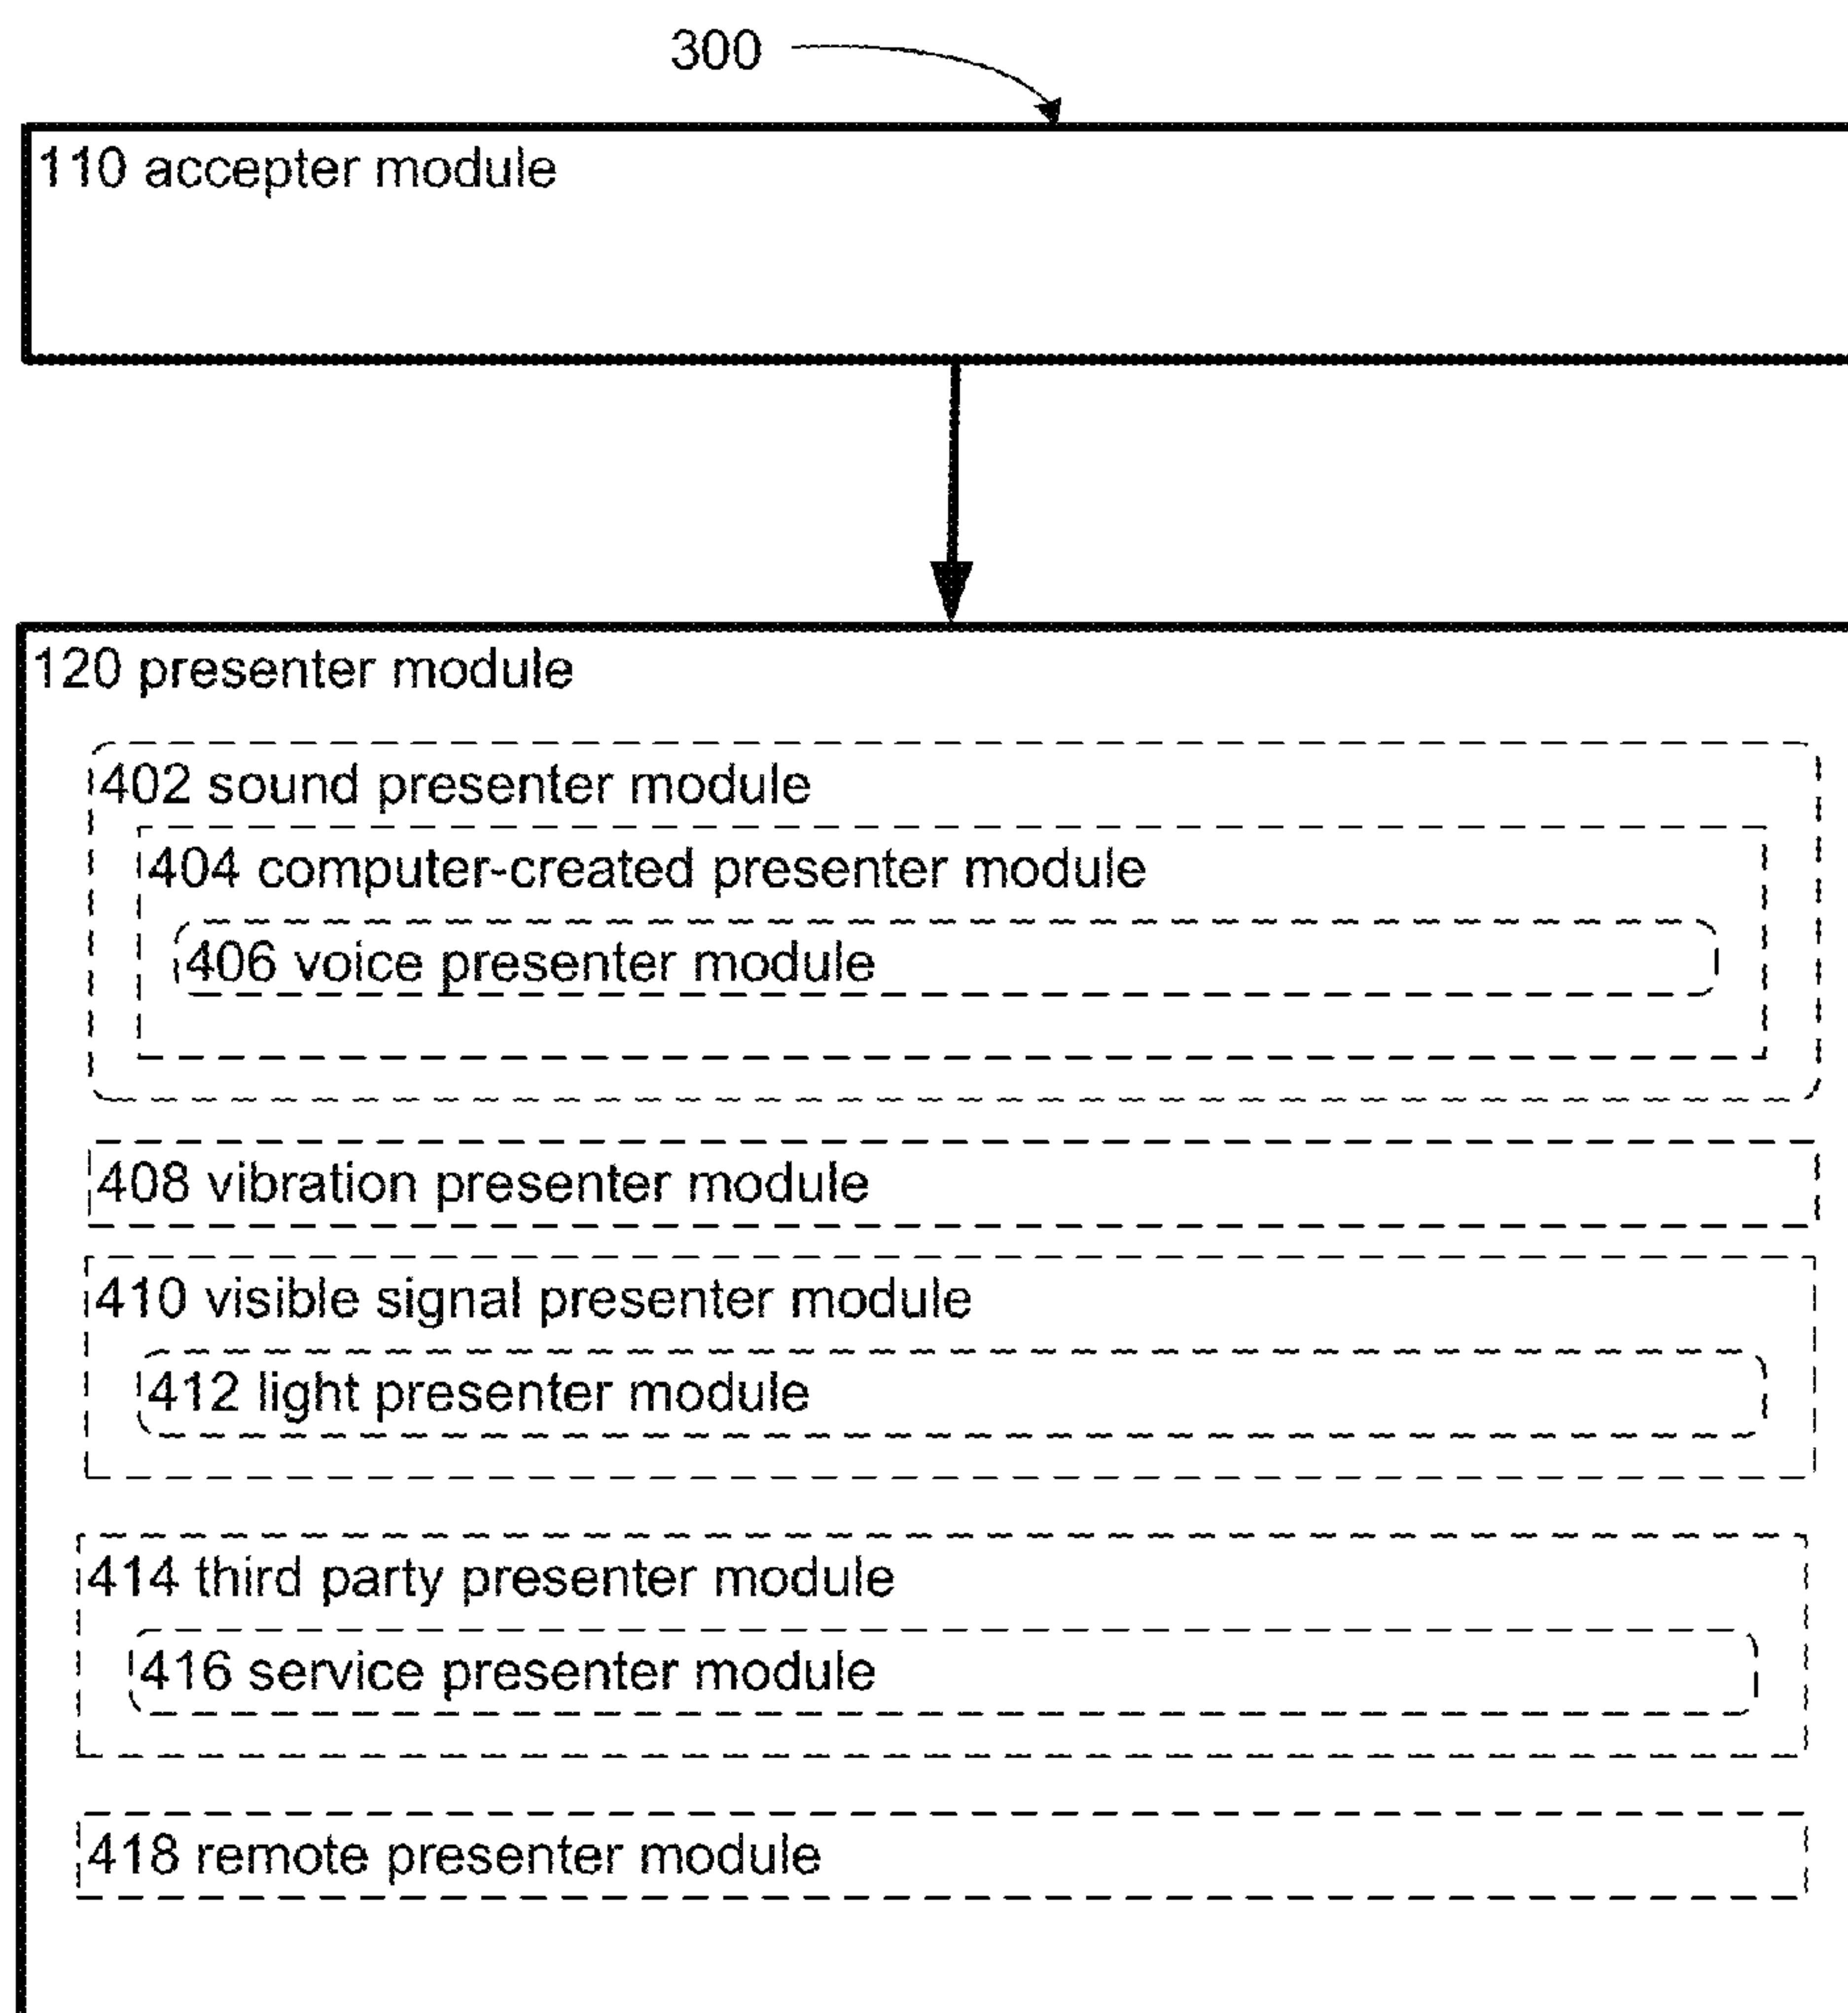 300
110 accepter module
120 presenter module
402 sound presenter module
404 computer-created presenter module
406 voice presenter module
408 vibration presenter module
410 visible signal presenter module
412 light presenter module
414 third party presenter module
416 service presenter module
418 remote presenter module